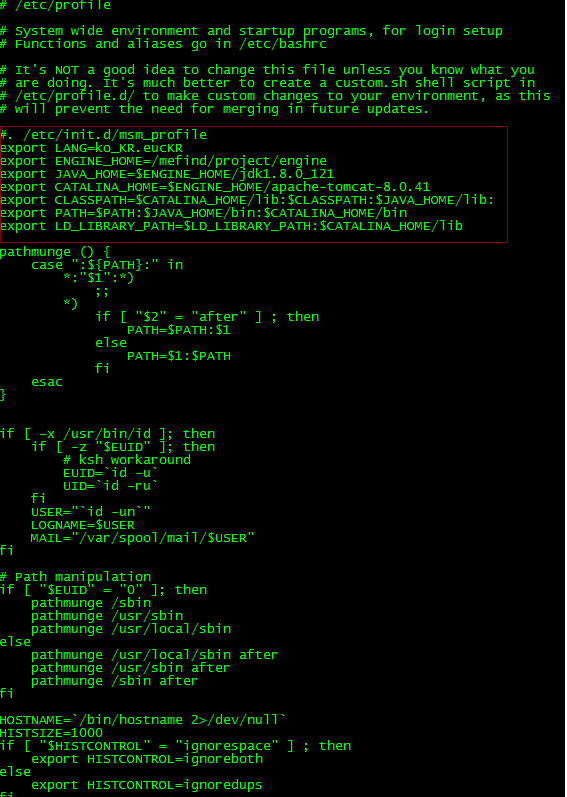 # /etc/profile
# System wide environment and startup programs, for login setup
# Functions and aliases go in /etc/bashrc
# It's NOT a good idea to change this file unless you know what you
# are doing. It's much better to create a custom.sh shell script in
# /etc/profile.d/ to make custom changes to your environment, as this
# will prevent the need for merging in future updates.
#. /etc/init.d/msm_profile
export LANG=ko_KR.eucKR
export ENGINE_HOME=/mefind/project/engine
export JAVA_HOME=$ENGINE_HOME/jdk1.8.0_121
export CATALINA_HOME=$ENGINE_HOME/apache-tomcat-8.0.41
export CLASSPATH=$CATALINA_HOME/lib:$CLASSPATH:$JAVA_HOME/lib:
export PATH=$PATH:$JAVA_HOME/bin:$CATALINA_HOME/bin
export LD_LIBRARY_PATH=$LD_LIBRARY_PATH:$CATALINA_HOME/lib
pathmunge () {
    case ":${PATH}:" in
        *:"$1":*)
            ;;
        *)
            if [ "$2" = "after" ] ; then
                PATH=$PATH:$1
            else
                PATH=$1:$PATH
            fi
    esac
}
if [ -x /usr/bin/id ]; then
    if [ -z "$EUID" ]; then
        # ksh workaround
        EUID=`id -u`
        UID=`id -ru`
    fi
    USER="`id -un`"
    LOGNAME=$USER
    MAIL="/var/spool/mail/$USER"
fi
# Path manipulation
if [ "$EUID" = "0" ]; then
    pathmunge /sbin
    pathmunge /usr/sbin
    pathmunge /usr/local/sbin
else
    pathmunge /usr/local/sbin after
    pathmunge /usr/sbin after
    pathmunge /sbin after
fi
HOSTNAME=`/bin/hostname 2>/dev/null`
HISTSIZE=1000
if [ "$HISTCONTROL" = "ignorespace" ] ; then
    export HISTCONTROL=ignoreboth
else
    export HISTCONTROL=ignoredups
fi